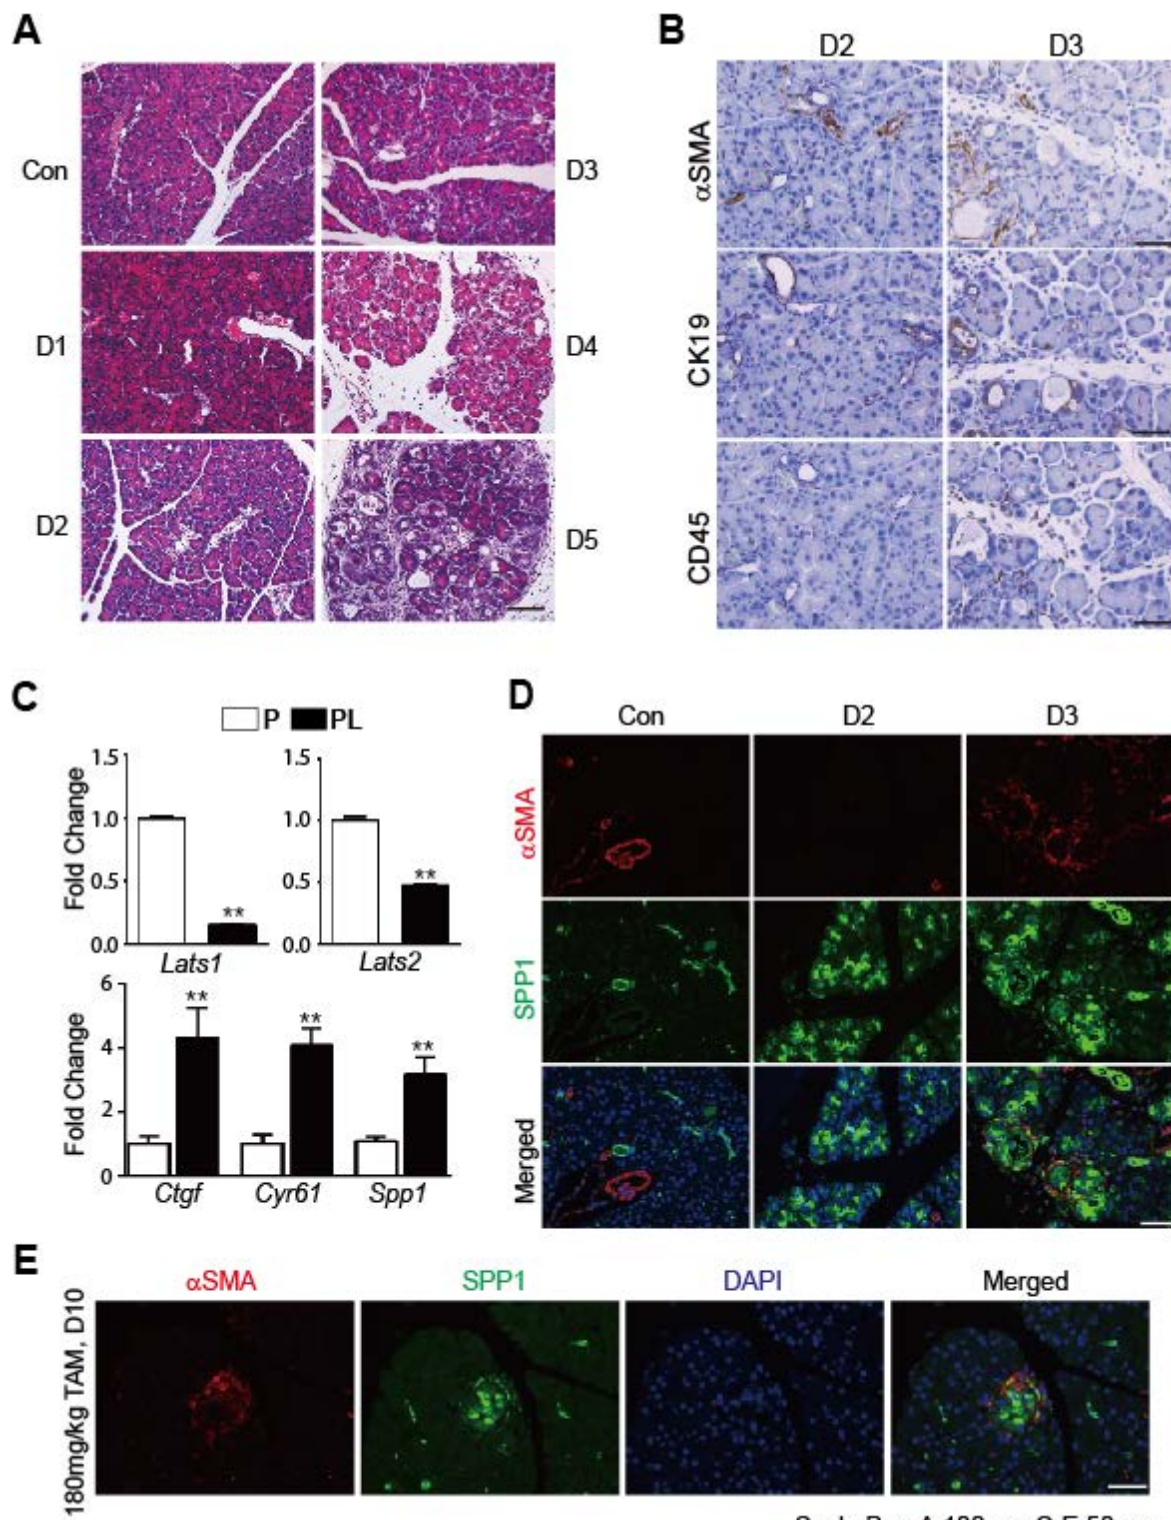 A
Con
D3
D1
D4
D2
D5
B
D2 D3
αSMA
CK19
CD45
C
P PL
Fold Change
1.5
1.0
0.5
0.0
**
Lats1
1.5
1.0
0.5
0.0
**
Lats2
Fold Change
6
4
2
0
** ** **
Ctgf Cyr61 Spp1
D
Con D2 D3
αSMA
SPP1
Merged
E
αSMA SPP1 DAPI Merged
180mg/kg TAM, D10